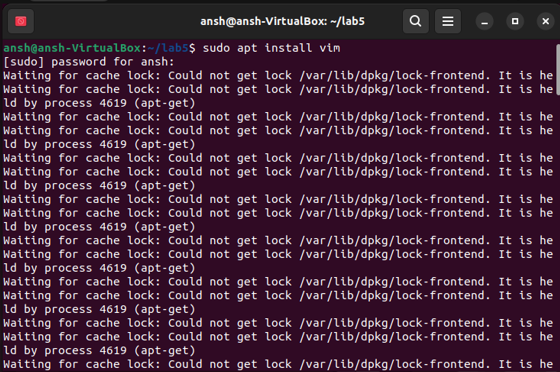 ansh@ansh-VirtualBox: ~/lab5
ansh@ansh-VirtualBox:~/lab5$ sudo apt install vim
[sudo] password for ansh:
Waiting for cache lock: Could not get lock /var/lib/dpkg/lock-frontend. It is he
Waiting for cache lock: Could not get lock /var/lib/dpkg/lock-frontend. It is he
ld by process 4619 (apt-get)
Waiting for cache lock: Could not get lock /var/lib/dpkg/lock-frontend. It is he
Waiting for cache lock: Could not get lock /var/lib/dpkg/lock-frontend. It is he
ld by process 4619 (apt-get)
Waiting for cache lock: Could not get lock /var/lib/dpkg/lock-frontend. It is he
Waiting for cache lock: Could not get lock /var/lib/dpkg/lock-frontend. It is he
ld by process 4619 (apt-get)
Waiting for cache lock: Could not get lock /var/lib/dpkg/lock-frontend. It is he
Waiting for cache lock: Could not get lock /var/lib/dpkg/lock-frontend. It is he
ld by process 4619 (apt-get)
Waiting for cache lock: Could not get lock /var/lib/dpkg/lock-frontend. It is he
Waiting for cache lock: Could not get lock /var/lib/dpkg/lock-frontend. It is he
ld by process 4619 (apt-get)
Waiting for cache lock: Could not get lock /var/lib/dpkg/lock-frontend. It is he
Waiting for cache lock: Could not get lock /var/lib/dpkg/lock-frontend. It is he
ld by process 4619 (apt-get)
Waiting for cache lock: Could not get lock /var/lib/dpkg/lock-frontend. It is he
Waiting for cache lock: Could not get lock /var/lib/dpkg/lock-frontend. It is he
ld by process 4619 (apt-get)
Waiting for cache lock: Could not get lock /var/lib/dpkg/lock-frontend. It is he